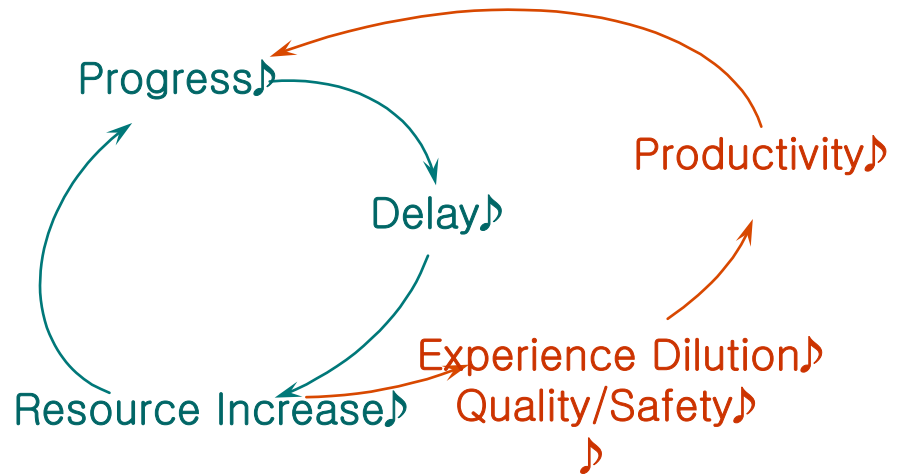 Progress♪
Productivity♪
Delay♪
Experience Dilution♪
Resource Increase♪
Quality/Safety♪
♪